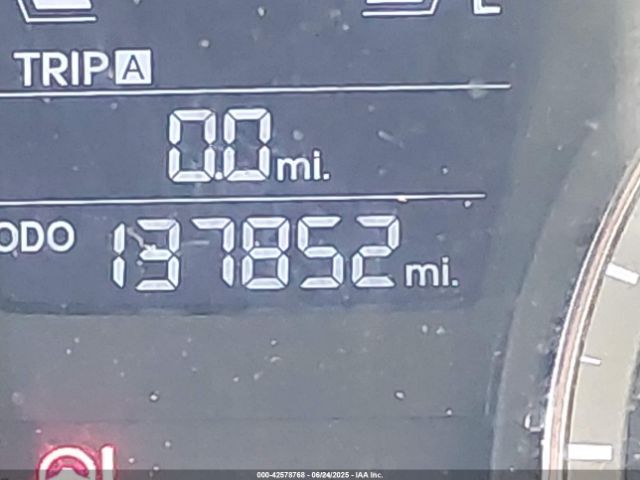 E
TRIP A
0.0 mi.
ODO 137852 mi.
000-42578768 - 06/24/2025 - IAA Inc.